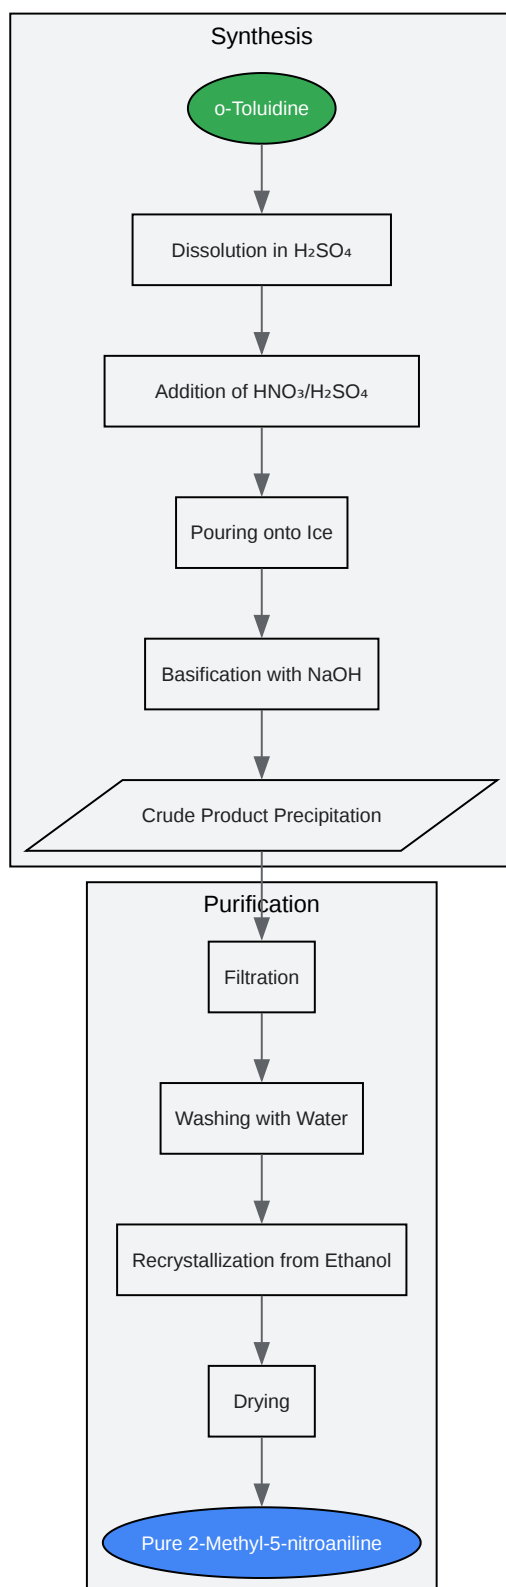 Synthesis
o-Toluidine
Dissolution in H₂SO₄
Addition of HNO₃/H₂SO₄
Pouring onto Ice
Basification with NaOH
Crude Product Precipitation
Purification
Filtration
Washing with Water
Recrystallization from Ethanol
Drying
Pure 2-Methyl-5-nitroaniline